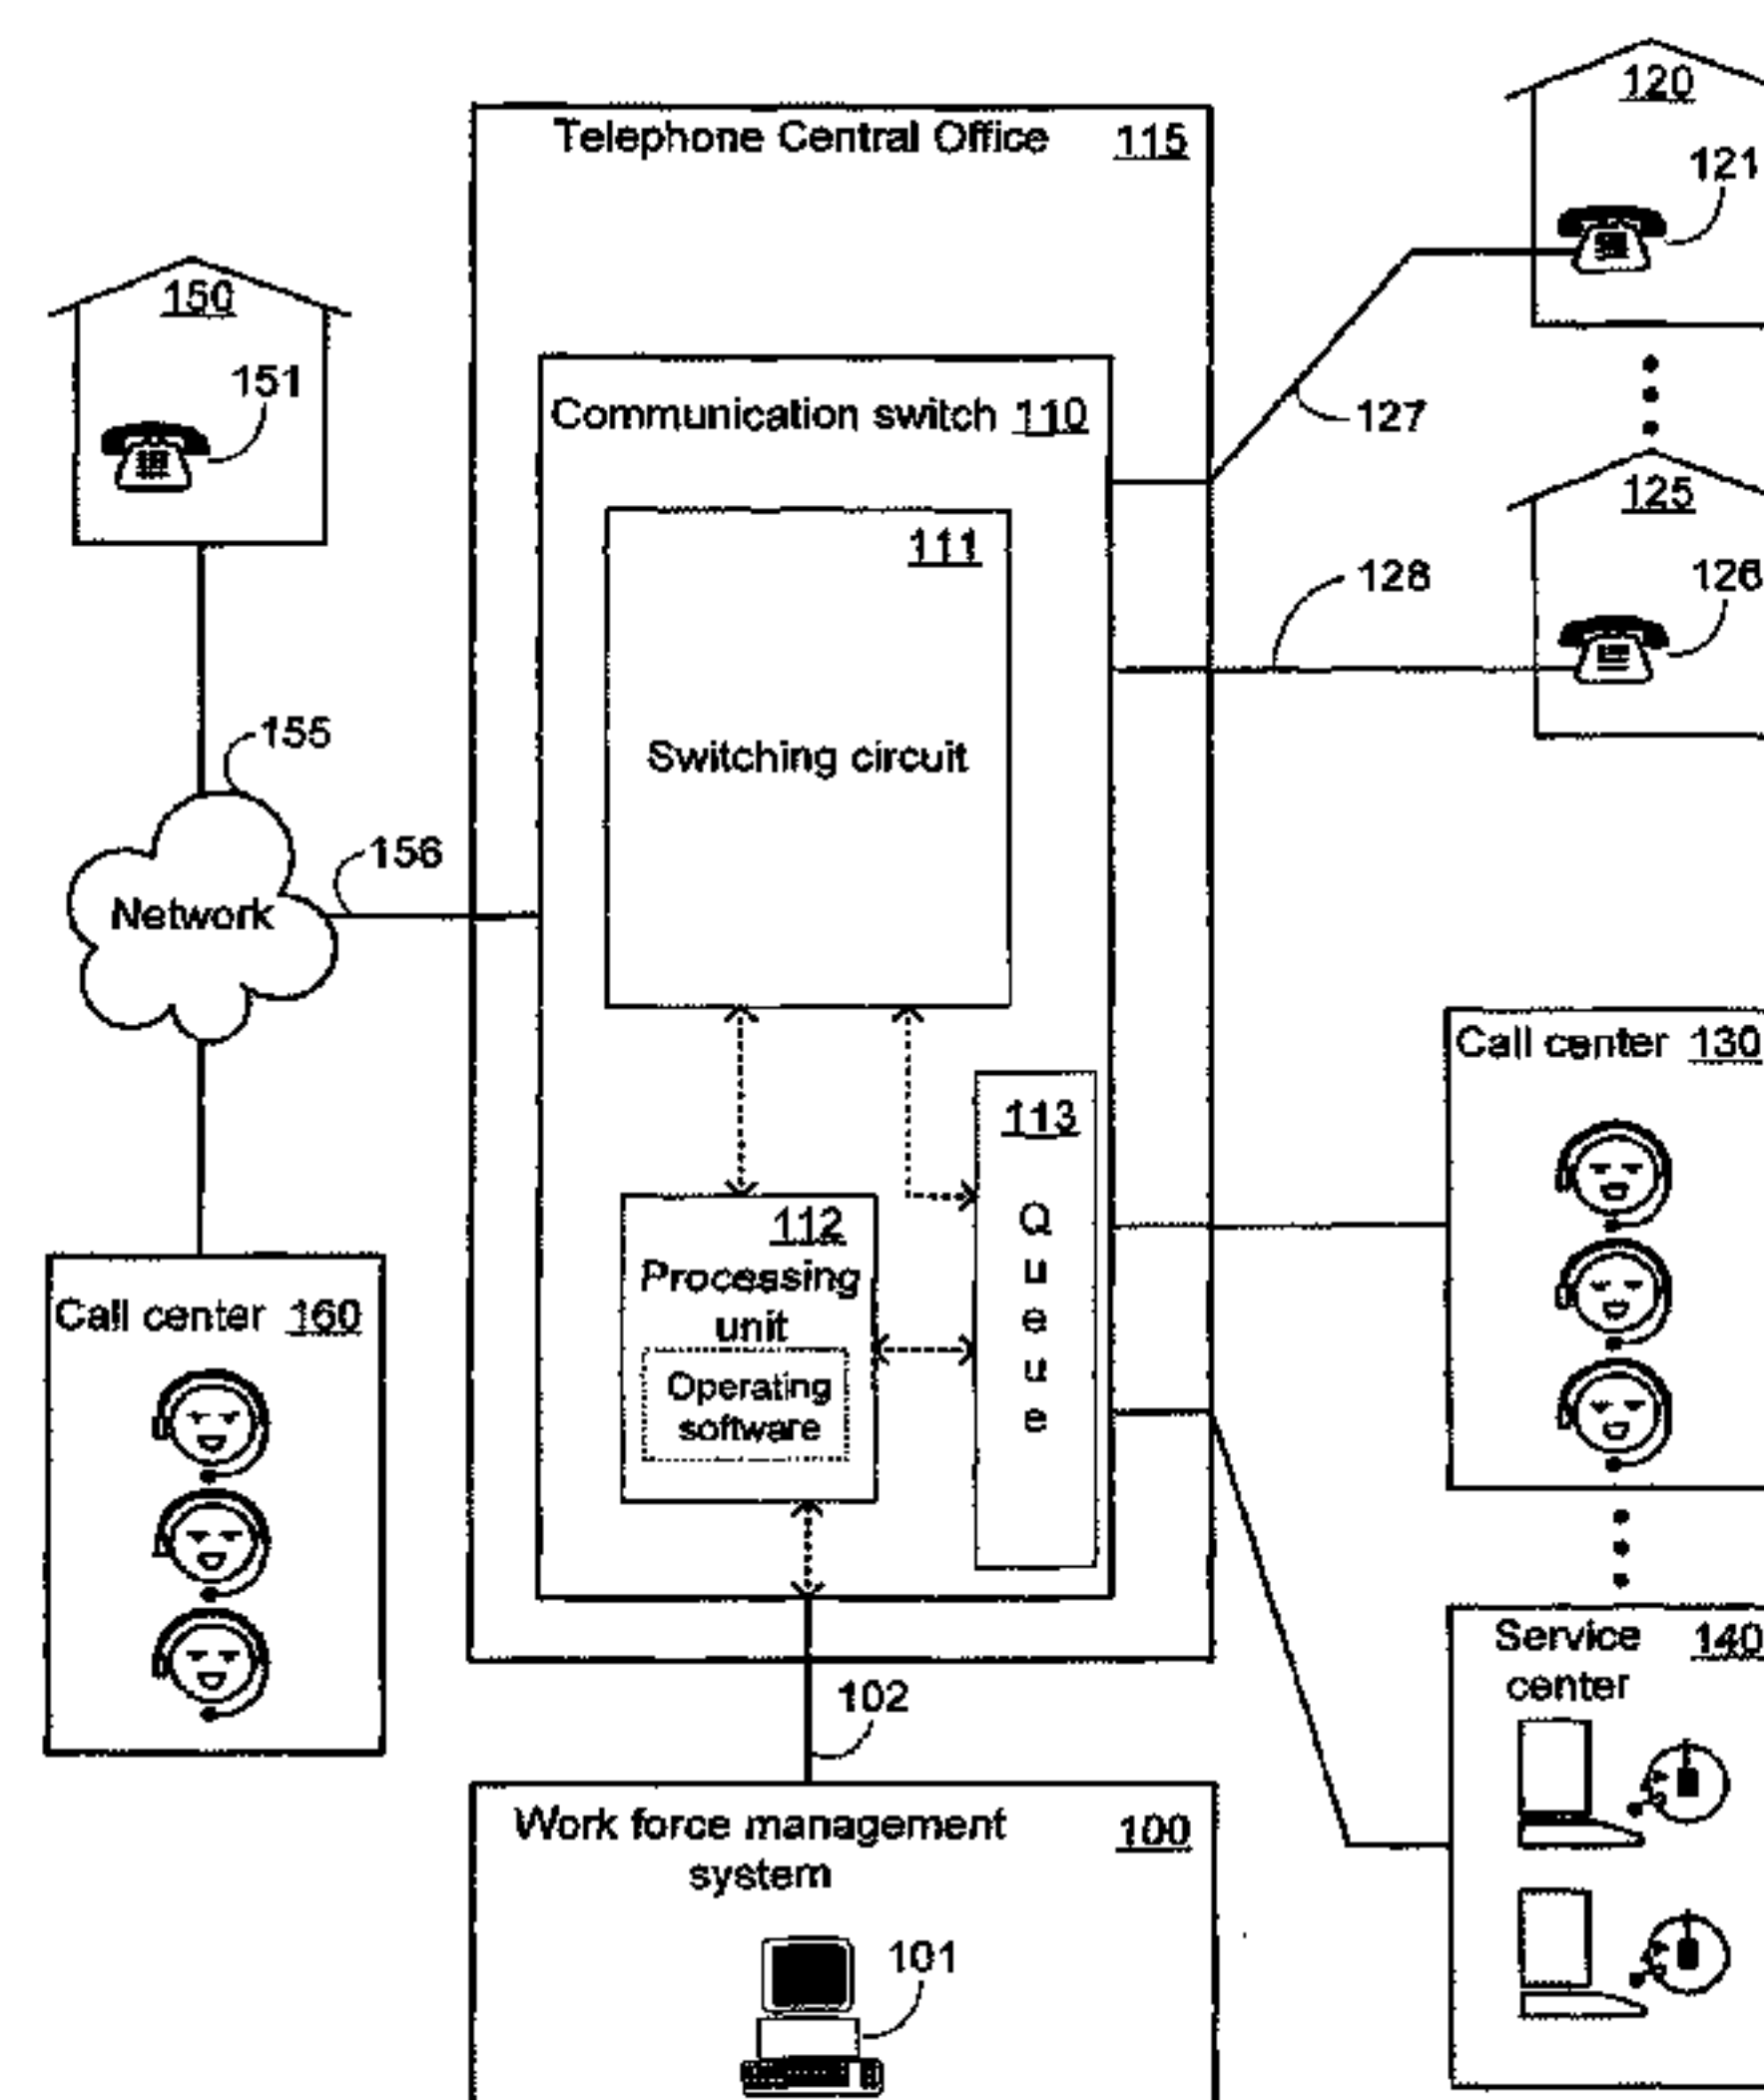 120
Telephone Central Office 115
121
150
151
Communication switch 110
127
111
125
128
126
Switching circuit
155
156
Network
Call center 130
113
Queue
112
Processing
unit
Operating
software
Call center 160
Service 140
center
102
Work force management 100
system
101